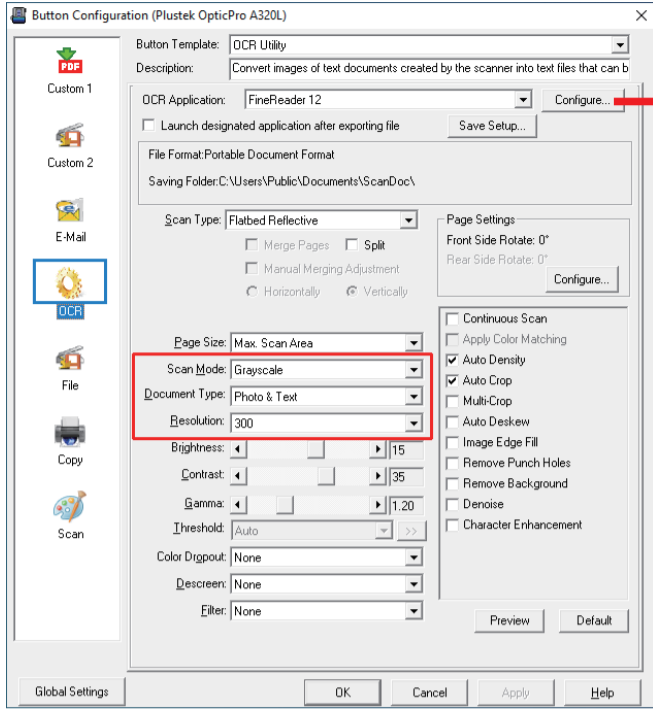 Button Configuration (Plustek OpticPro A320L)
PDF
Custom 1
Custom 2
E-Mail
OCR
File
Copy
Scan
Button Template: OCR Utility
Description: Convert images of text documents created by the scanner into text files that can b
OCR Application: FineReader 12 Configure...
Launch designated application after exporting file Save Setup...
File Format:Portable Document Format
Saving Folder:C:\Users\Public\Documents\ScanDoc\
Scan Type: Flatbed Reflective
Merge Pages Split
Manual Merging Adjustment
Horizontally Vertically
Page Settings
Front Side Rotate: 0°
Rear Side Rotate: 0°
Configure...
Page Size: Max. Scan Area
Scan Mode: Grayscale
Document Type: Photo & Text
Resolution: 300
Brightness: 15
Contrast: 35
Gamma: 1.20
Threshold: Auto >>
Color Dropout: None
Descreen: None
Filter: None
Continuous Scan
Apply Color Matching
Auto Density
Auto Crop
Multi-Crop
Auto Deskew
Image Edge Fill
Remove Punch Holes
Remove Background
Denoise
Character Enhancement
Preview Default
Global Settings OK Cancel Apply Help